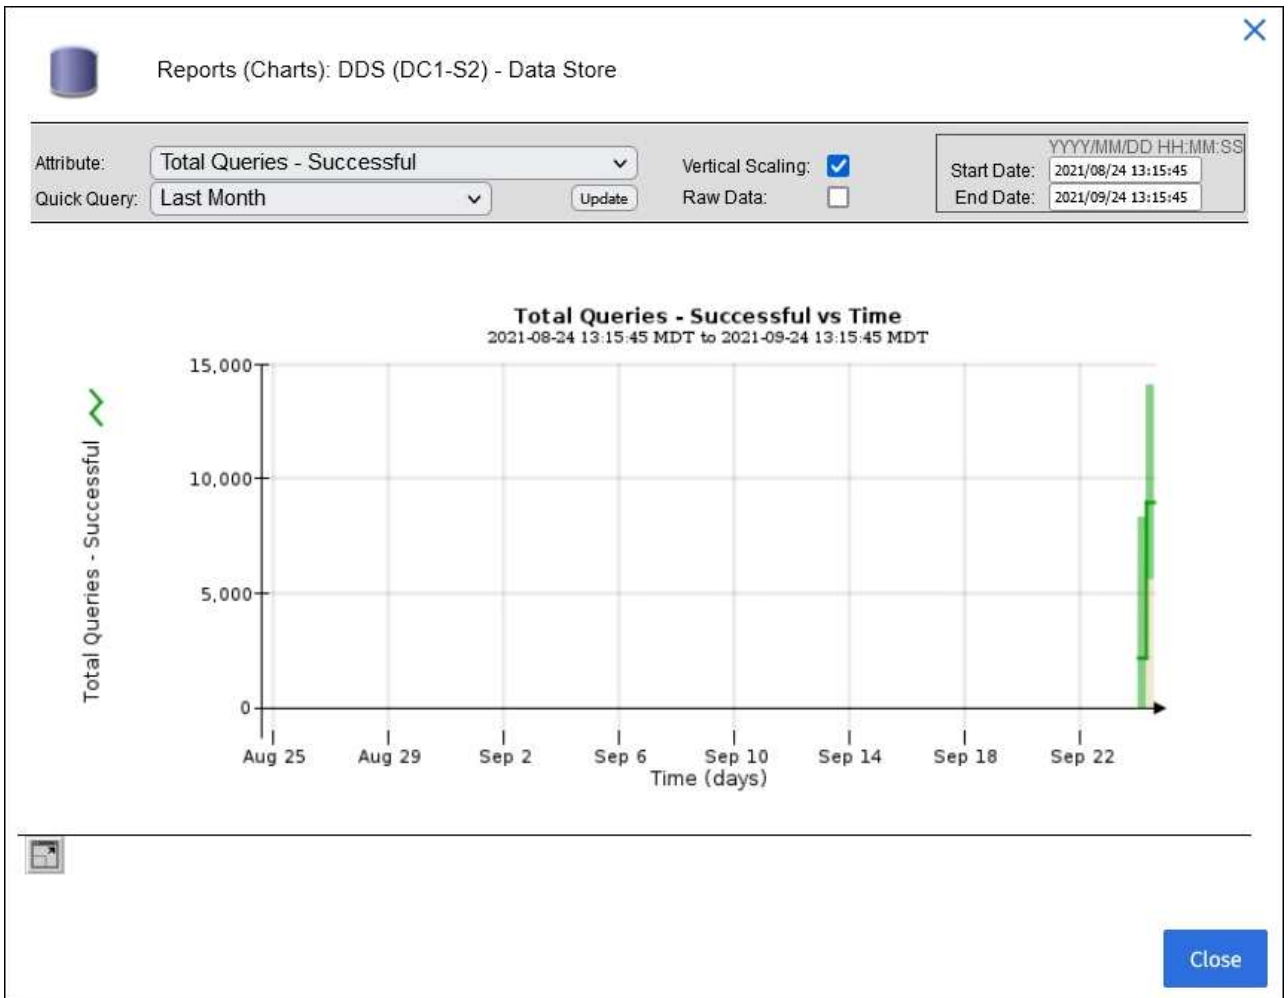 Reports (Charts): DDS (DC1-S2) - Data Store
YYYY/MM/DD HH:MM:SS
Attribute: Total Queries - Successful Vertical Scaling: Start Date: 2021/08/24 13:15:45
Quick Query: Last Month Update Raw Data: End Date: 2021/09/24 13:15:45
Total Queries - Successful vs Time
2021-08-24 13:15:45 MDT to 2021-09-24 13:15:45 MDT
Total Queries - Successful
15,000
10,000
5,000
0
Aug 25 Aug 29 Sep 2 Sep 6 Sep 10 Sep 14 Sep 18 Sep 22
Time (days)
Close